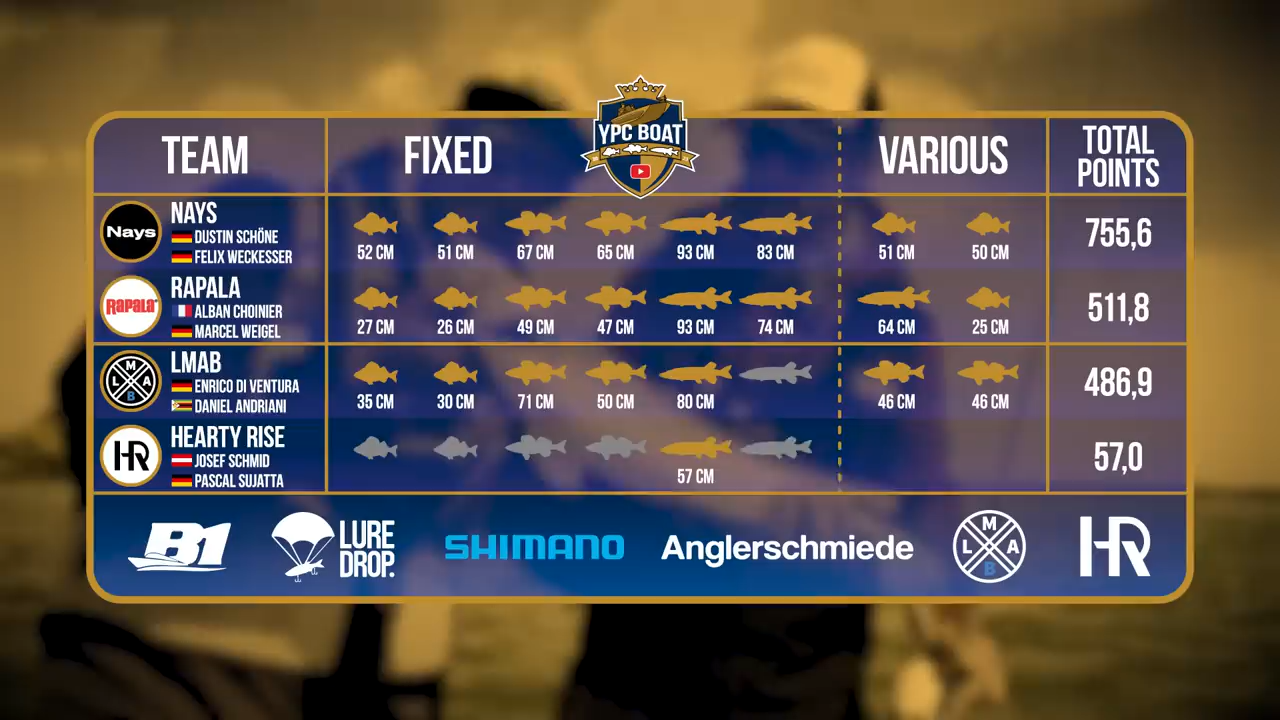 TEAM
FIXED
YPC BOAT
VARIOUS
TOTAL
POINTS
Nays
NAYS
DUSTIN SCHÖNE
FELIX WECKESSER
52 CM 51 CM 67 CM 65 CM 93 CM 83 CM 51 CM 50 CM
755,6
RAPALA
Rapala
ALBAN CHOINIER
MARCEL WEIGEL
27 CM 26 CM 49 CM 47 CM 93 CM 74 CM 64 CM 25 CM
511,8
L M A B
LMAB
ENRICO DI VENTURA
DANIEL ANDRIANI
35 CM 30 CM 71 CM 50 CM 80 CM 46 CM 46 CM
486,9
HR
HEARTY RISE
JOSEF SCHMID
PASCAL SUJATTA
57 CM
57,0
B1
LURE
DROP.
SHIMANO
Anglerschmiede
L M A B
HR